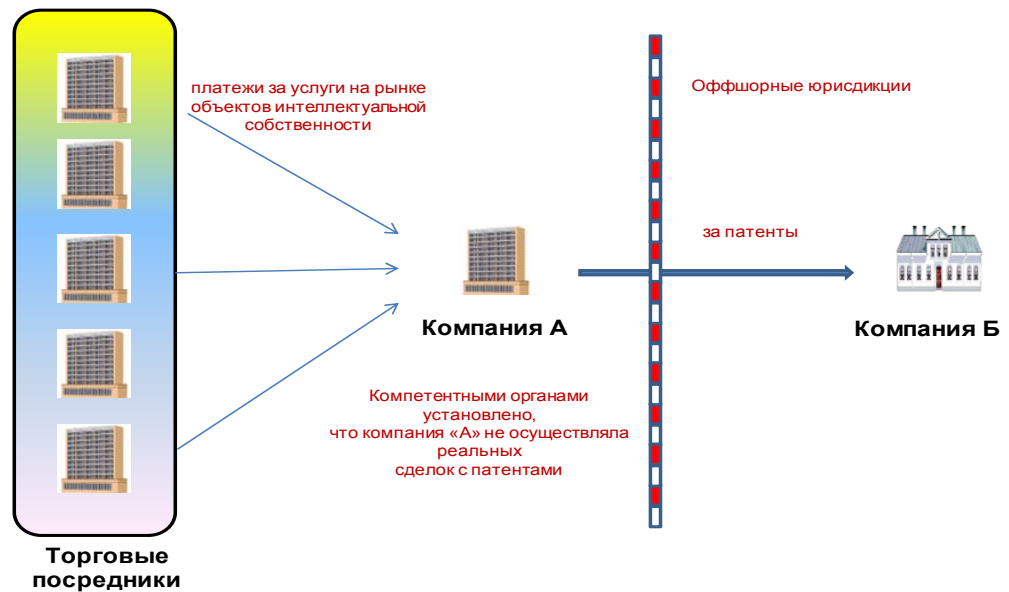 платежи за услуги на рынке
объектов интеллектуальной
собственности
Оффшорные юрисдикции
за патенты
Компания А
Компания Б
Компетентными органами
установлено,
что компания «А» не осуществляла
реальных
сделок с патентами
Торговые
посредники